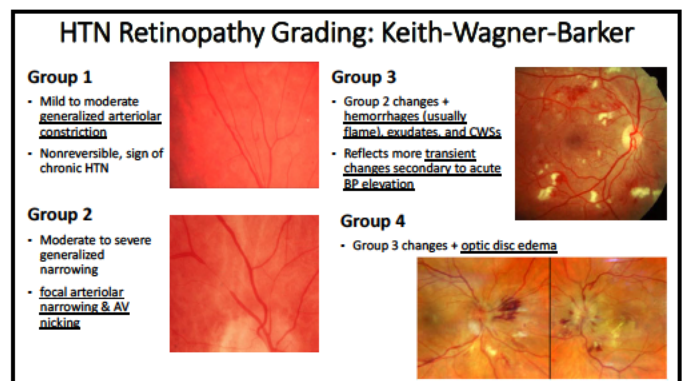 HTN Retinopathy Grading: Keith-Wagner-Barker
Group 1
- Mild to moderate
generalized arteriolar
constriction
- Nonreversible, sign of
chronic HTN
Group 2
- Moderate to severe
generalized
narrowing
- focal arteriolar
narrowing & AV
nicking
Group 3
- Group 2 changes +
hemorrhages (usually
flame), exudates, and CWSs
- Reflects more transient
changes secondary to acute
BP elevation
Group 4
- Group 3 changes + optic disc edema